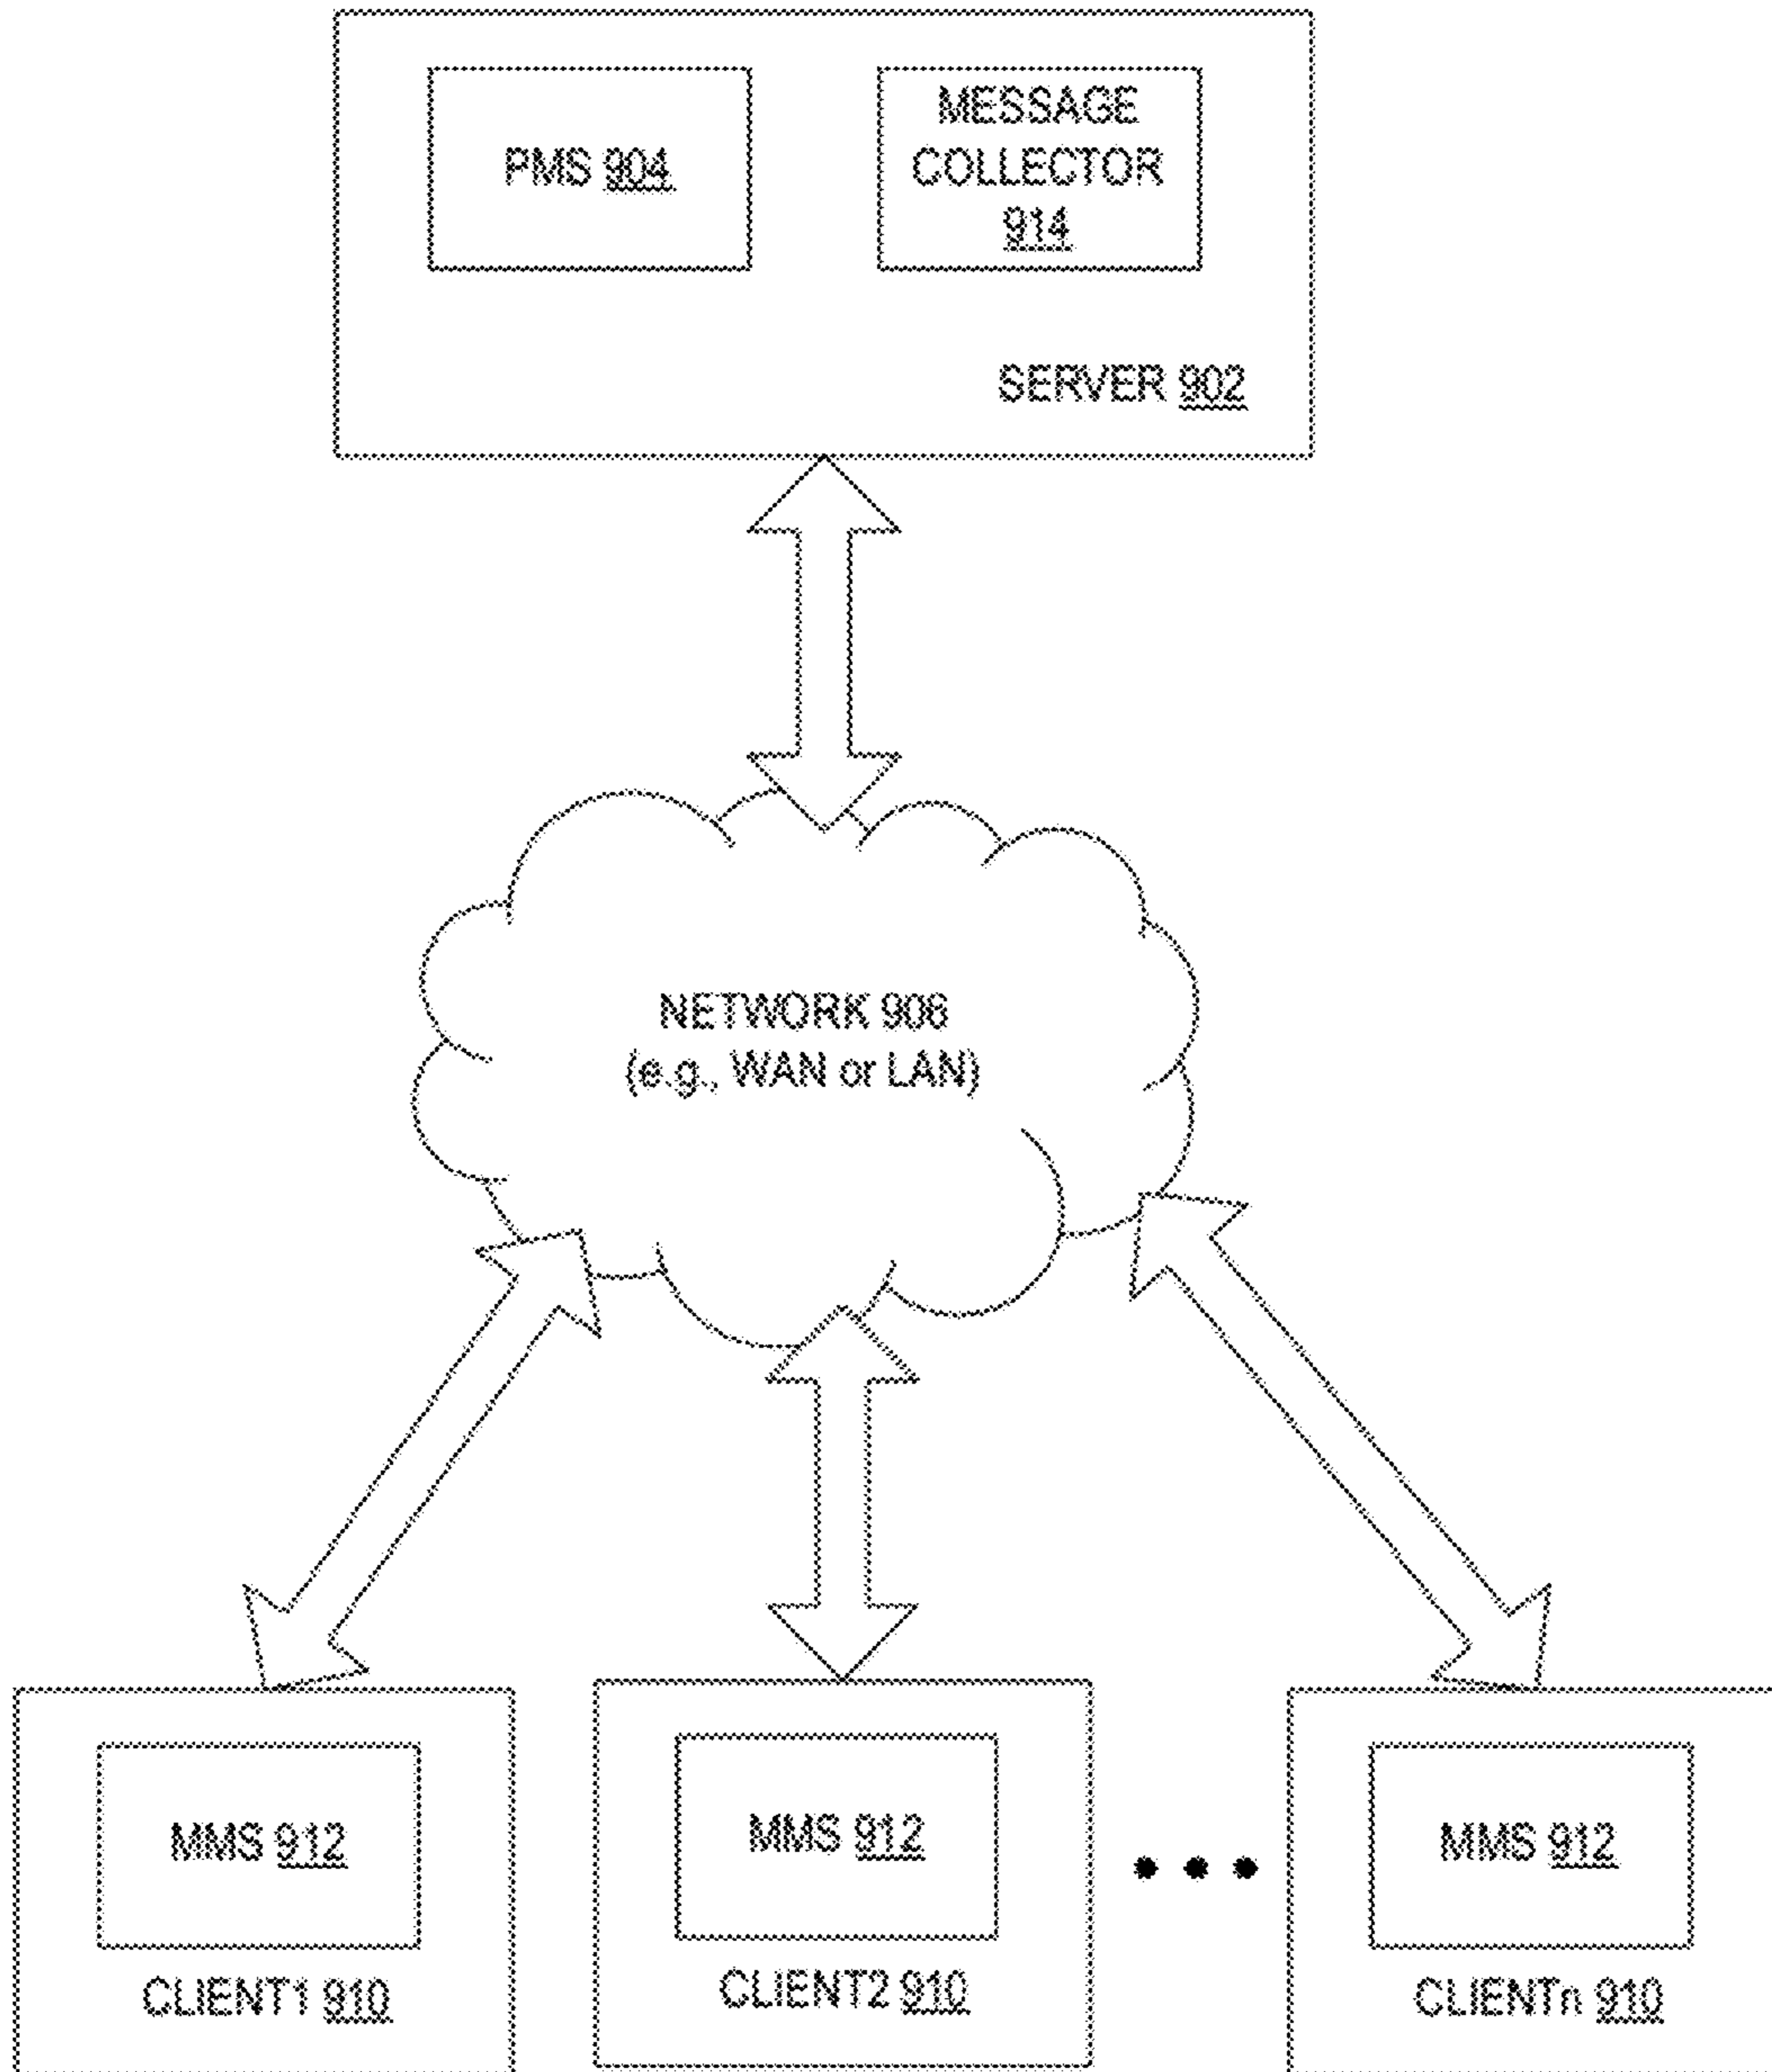 PMS 904
MESSAGE
COLLECTOR
914
SERVER 902
NETWORK 906
(e.g., WAN or LAN)
MMS 912
CLIENT1 910
MMS 912
CLIENT2 910
MMS 912
CLIENTn 910